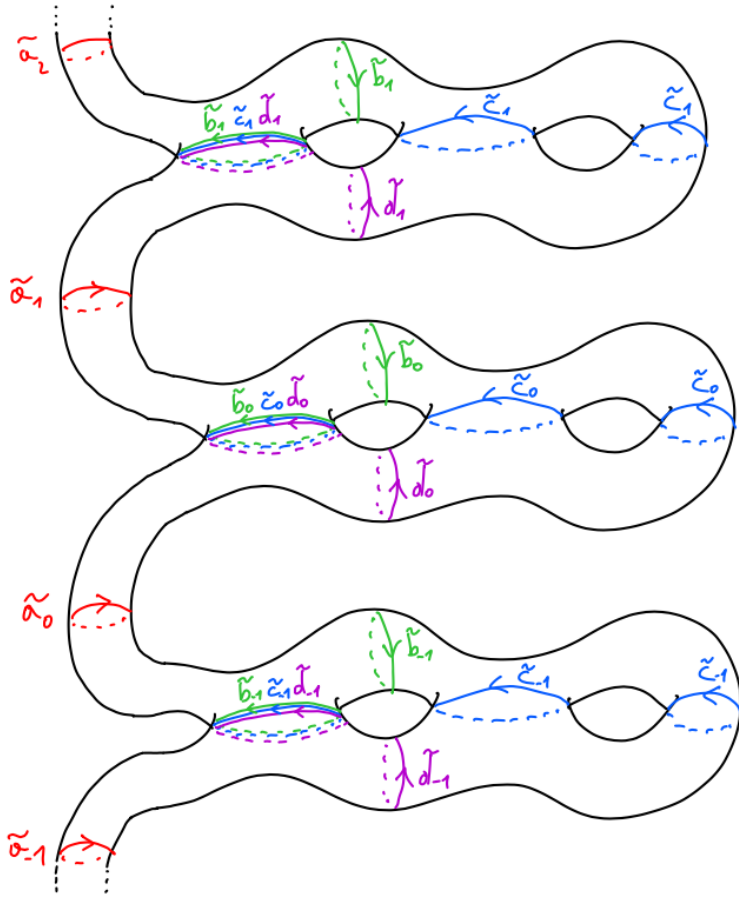 ã₂
b̃₁
c̃₁
c̃₁
b̃₁ c̃₁ d̃₁
d̃₁
ã₁
b̃₀
c̃₀
c̃₀
b̃₀ c̃₀ d̃₀
d̃₀
ã₀
b̃₋₁
c̃₋₁
c̃₋₁
b̃₋₁ c̃₋₁ d̃₋₁
d̃₋₁
ã₋₁